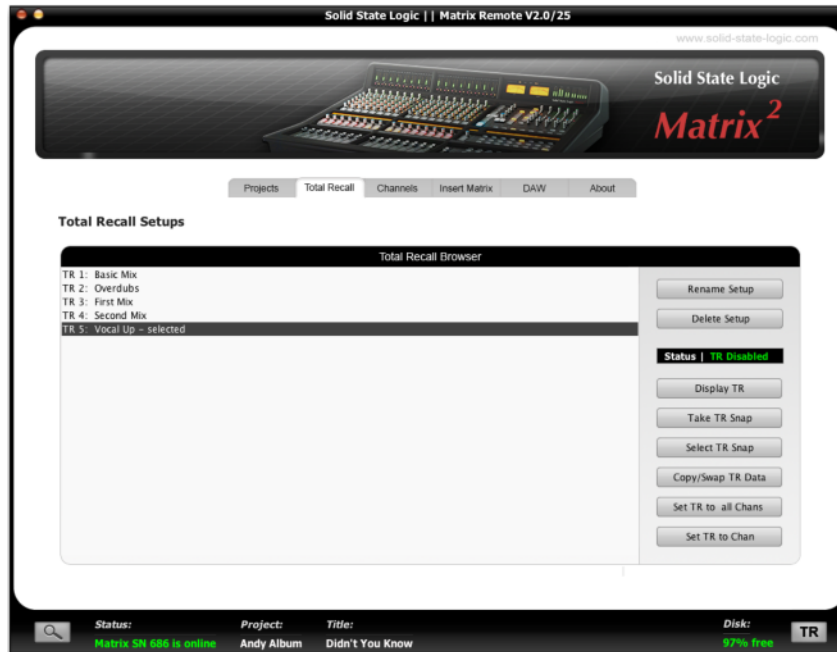 Solid State Logic || Matrix Remote V2.0/25
www.solid-state-logic.com
Solid State Logic
Matrix²
Projects Total Recall Channels Insert Matrix DAW About
Total Recall Setups
Total Recall Browser
TR 1: Basic Mix
TR 2: Overdubs
TR 3: First Mix
TR 4: Second Mix
TR 5: Vocal Up – selected
Rename Setup
Delete Setup
Status | TR Disabled
Display TR
Take TR Snap
Select TR Snap
Copy/Swap TR Data
Set TR to all Chans
Set TR to Chan
Status: Project: Title: Disk:
Matrix SN 686 is online Andy Album Didn't You Know 97% free
TR